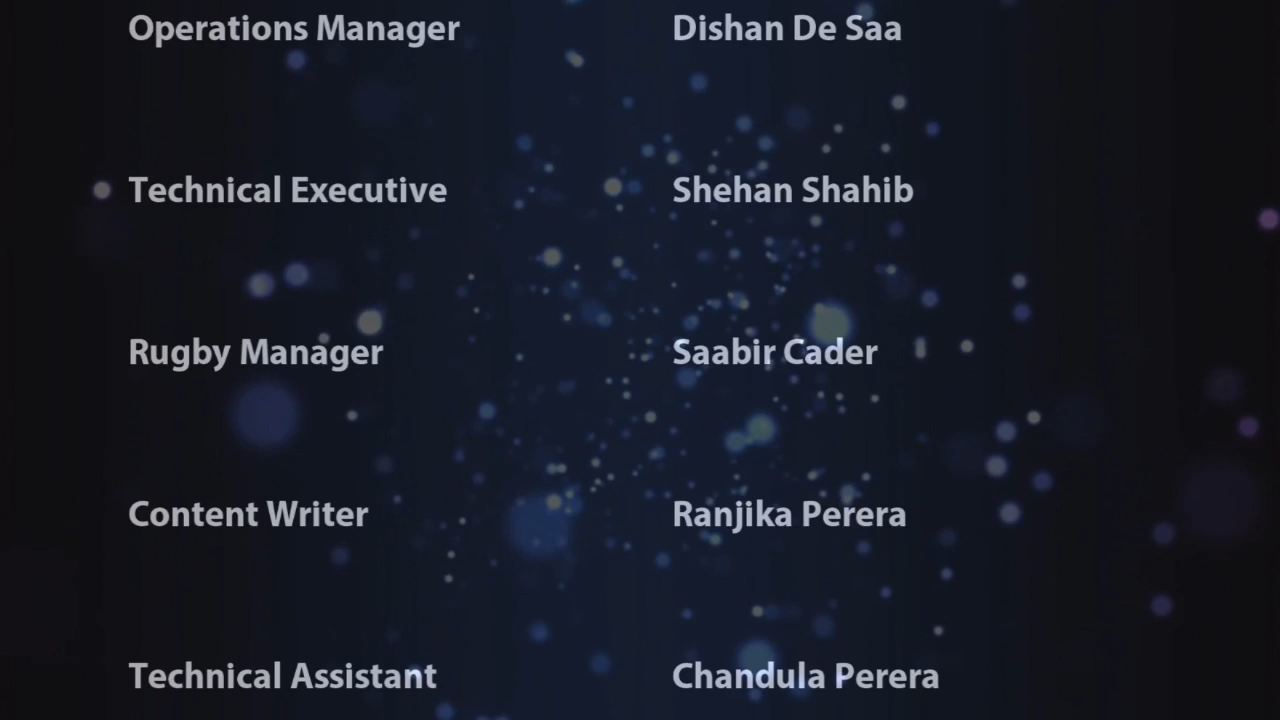 Operations Manager Dishan De Saa
Technical Executive Shehan Shahib
Rugby Manager Saabir Cader
Content Writer Ranjika Perera
Technical Assistant Chandula Perera